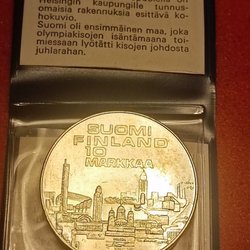 Helsingin kaupungille tunnus-
omaisia rakennuksia esittävä ko-
hokuvio.
Suomi oli ensimmäinen maa, joka
olympiakisojen isäntämaana toi-
miessaan lyötätti kisojen johdosta
juhlarahan.
SUOMI
FINLAND
10
MARKKAA